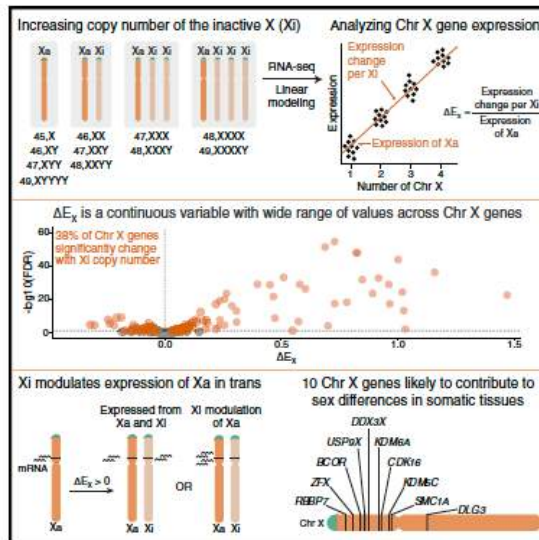 Increasing copy number of the inactive X (Xi)
Xa
Xa Xi
Xa Xi Xi
Xa Xi Xi Xi
45,X
46,XY
47,XYY
49,XYYYY
46,XX
47,XXY
48,XXYY
47,XXX
48,XXXY
48,XXXX
49,XXXXY
RNA-seq
Linear
modeling
Analyzing Chr X gene expression
Expression
Expression
change
per Xi
Expression of Xa
1 2 3 4
Number of Chr X
ΔEx =
Expression
change per Xi
Expression
of Xa
ΔEx is a continuous variable with wide range of values across Chr X genes
38% of Chr X genes
significantly change
with Xi copy number
-log10(FDR)
-60
40
20
0
0.0 0.5 1.0 1.5
ΔEx
Xi modulates expression of Xa in trans
mRNA
Xa
ΔEx > 0
Expressed from
Xa and Xi
Xa Xi
OR
Xi modulation
of Xa
Xa Xi
10 Chr X genes likely to contribute to
sex differences in somatic tissues
DDX3X
USP9X KDM6A
BCOR CDK16
ZFX KDM5C
RBBP7 SMC1A
DLG3
Chr X